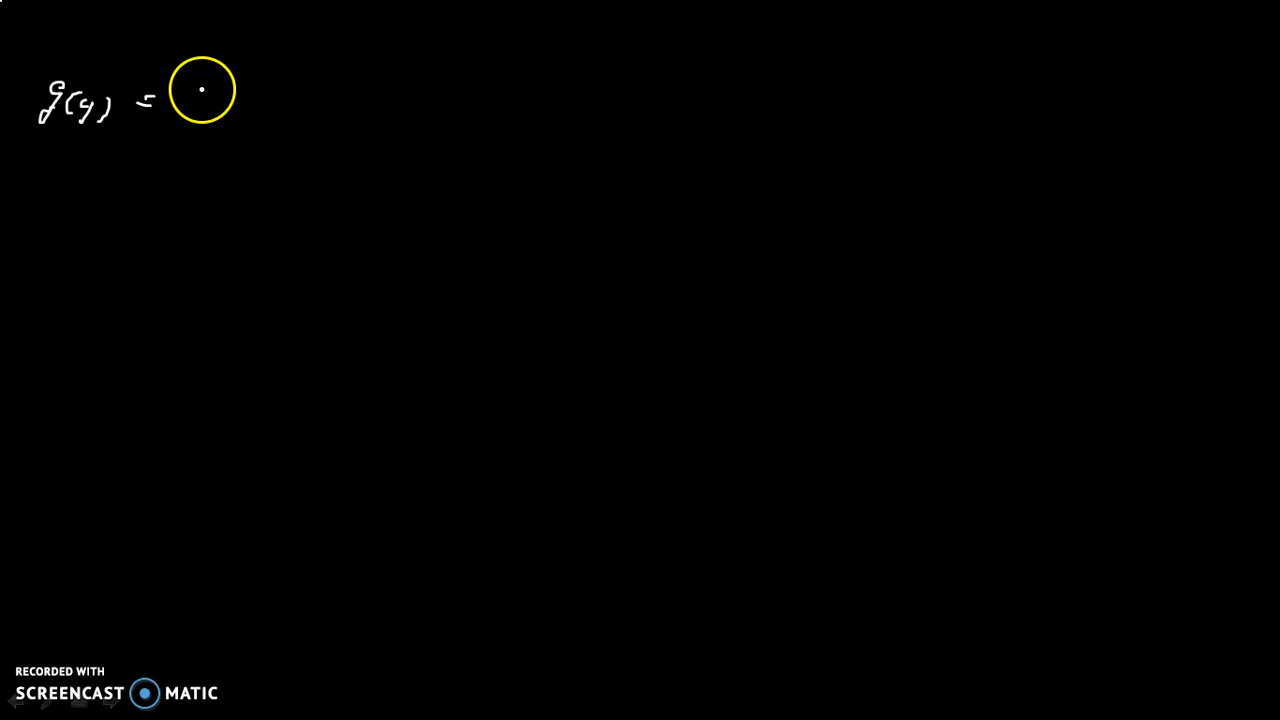 g(y) =
RECORDED WITH
SCREENCAST MATIC